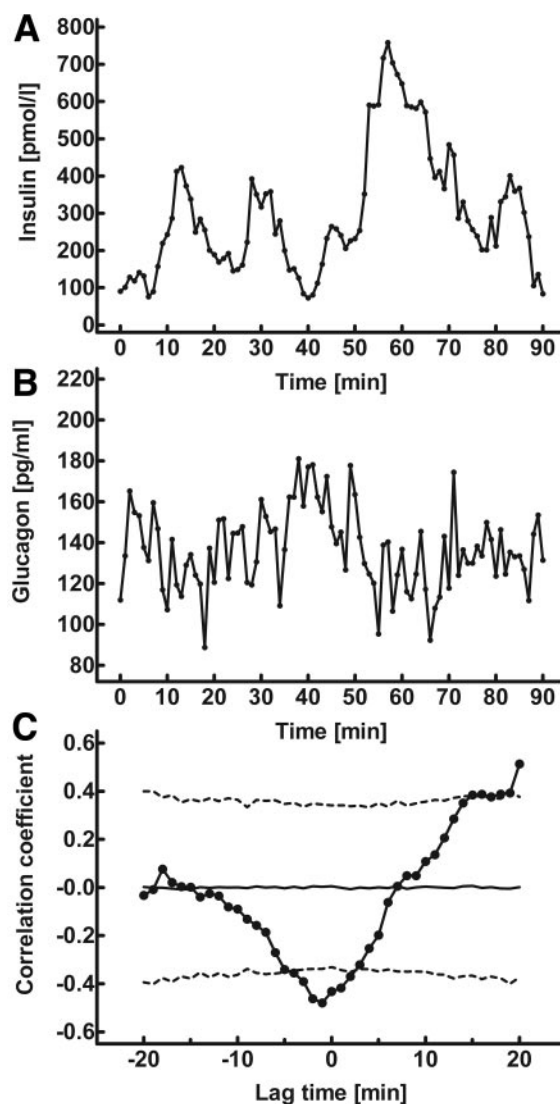 A
Insulin [pmol/l]
800
700
600
500
400
300
200
100
0
0 10 20 30 40 50 60 70 80 90
Time [min]
B
Glucagon [pg/ml]
220
200
180
160
140
120
100
80
0 10 20 30 40 50 60 70 80 90
Time [min]
C
Correlation coefficient
0.6
0.4
0.2
-0.0
-0.2
-0.4
-0.6
-20 -10 0 10 20
Lag time [min]